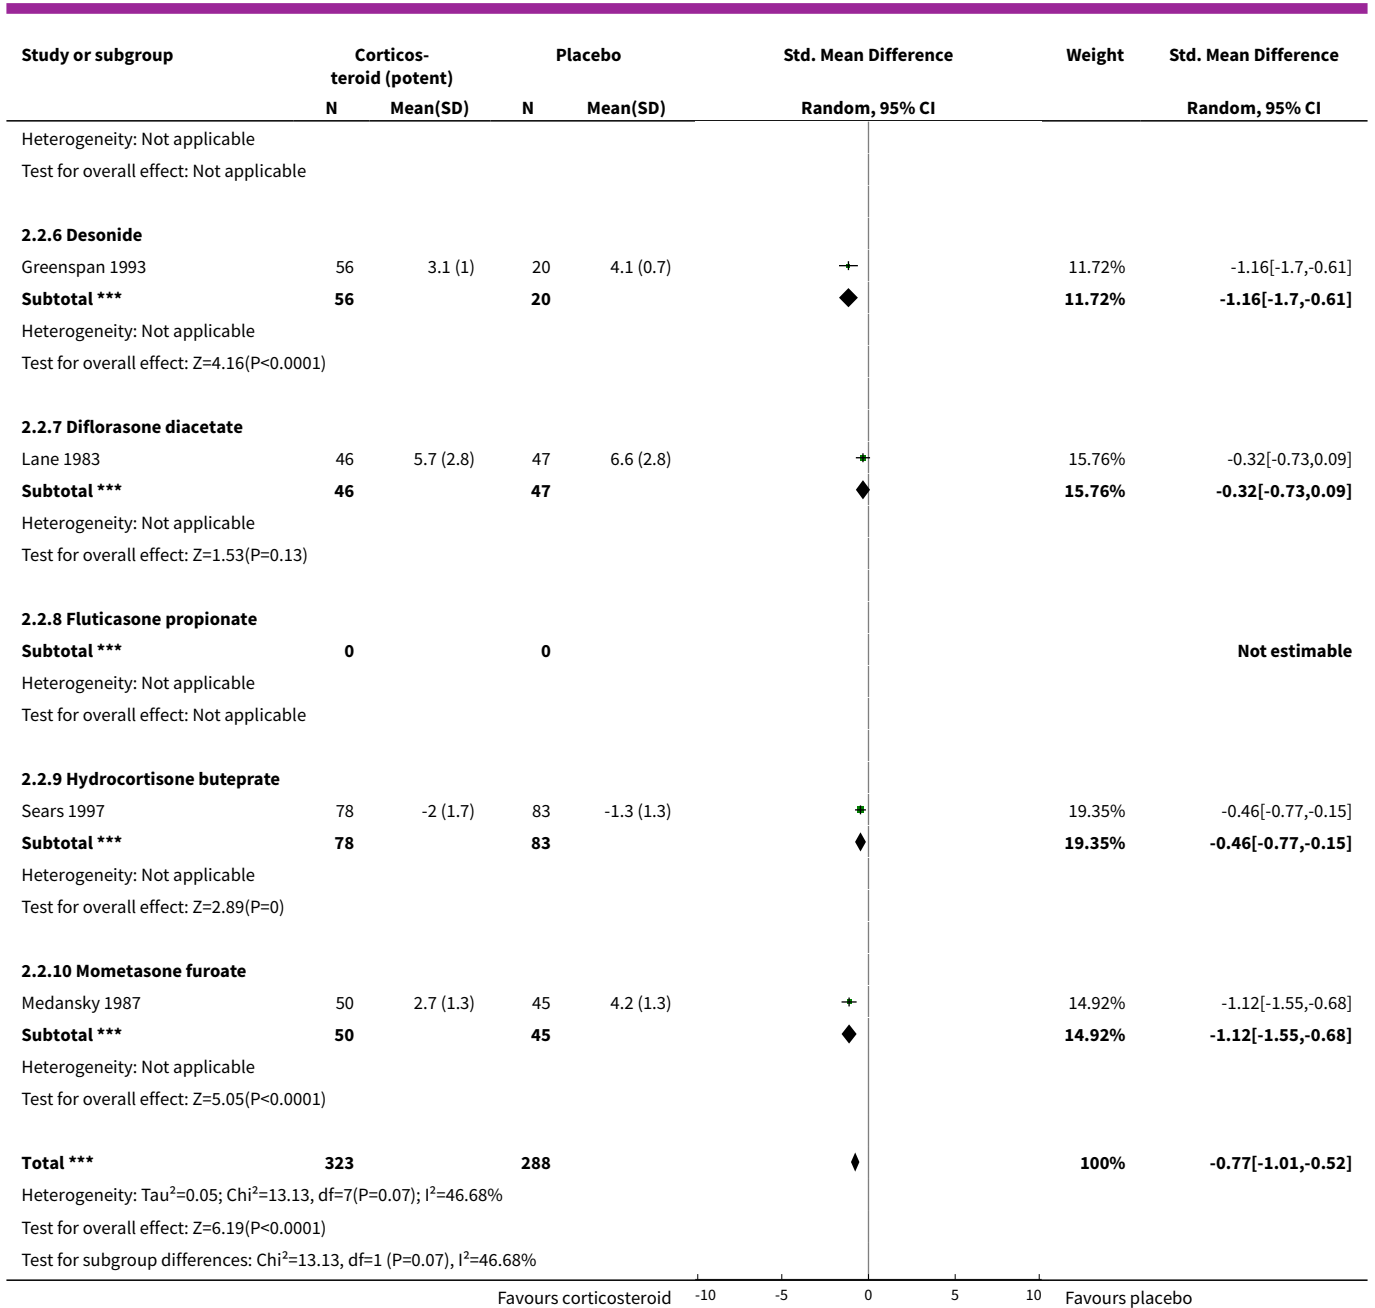 Study or subgroup Corticos- Placebo Std. Mean Difference Weight Std. Mean Difference
teroid (potent)
N Mean(SD) N Mean(SD) Random, 95% CI Random, 95% CI
Heterogeneity: Not applicable
Test for overall effect: Not applicable
2.2.6 Desonide
Greenspan 1993 56 3.1 (1) 20 4.1 (0.7) 11.72% -1.16[-1.7,-0.61]
Subtotal *** 56 20 11.72% -1.16[-1.7,-0.61]
Heterogeneity: Not applicable
Test for overall effect: Z=4.16(P<0.0001)
2.2.7 Diflorasone diacetate
Lane 1983 46 5.7 (2.8) 47 6.6 (2.8) 15.76% -0.32[-0.73,0.09]
Subtotal *** 46 47 15.76% -0.32[-0.73,0.09]
Heterogeneity: Not applicable
Test for overall effect: Z=1.53(P=0.13)
2.2.8 Fluticasone propionate
Subtotal *** 0 0 Not estimable
Heterogeneity: Not applicable
Test for overall effect: Not applicable
2.2.9 Hydrocortisone buteprate
Sears 1997 78 -2 (1.7) 83 -1.3 (1.3) 19.35% -0.46[-0.77,-0.15]
Subtotal *** 78 83 19.35% -0.46[-0.77,-0.15]
Heterogeneity: Not applicable
Test for overall effect: Z=2.89(P=0)
2.2.10 Mometasone furoate
Medansky 1987 50 2.7 (1.3) 45 4.2 (1.3) 14.92% -1.12[-1.55,-0.68]
Subtotal *** 50 45 14.92% -1.12[-1.55,-0.68]
Heterogeneity: Not applicable
Test for overall effect: Z=5.05(P<0.0001)
Total *** 323 288 100% -0.77[-1.01,-0.52]
Heterogeneity: Tau²=0.05; Chi²=13.13, df=7(P=0.07); I²=46.68%
Test for overall effect: Z=6.19(P<0.0001)
Test for subgroup differences: Chi²=13.13, df=1 (P=0.07), I²=46.68%
Favours corticosteroid -10 -5 0 5 10 Favours placebo